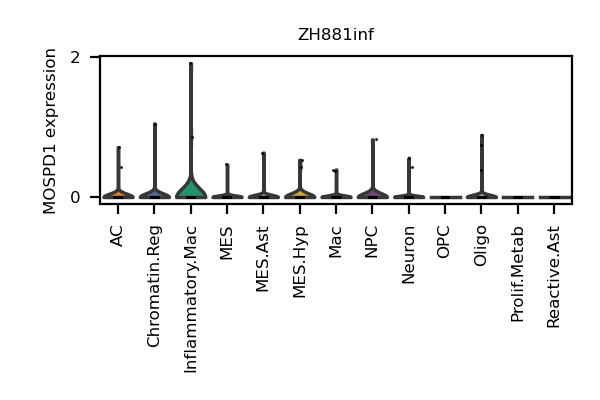 ZH881inf
MOSPD1 expression
2
0
AC
Chromatin.Reg
Inflammatory.Mac
MES
MES.Ast
MES.Hyp
Mac
NPC
Neuron
OPC
Oligo
Prolif.Metab
Reactive.Ast